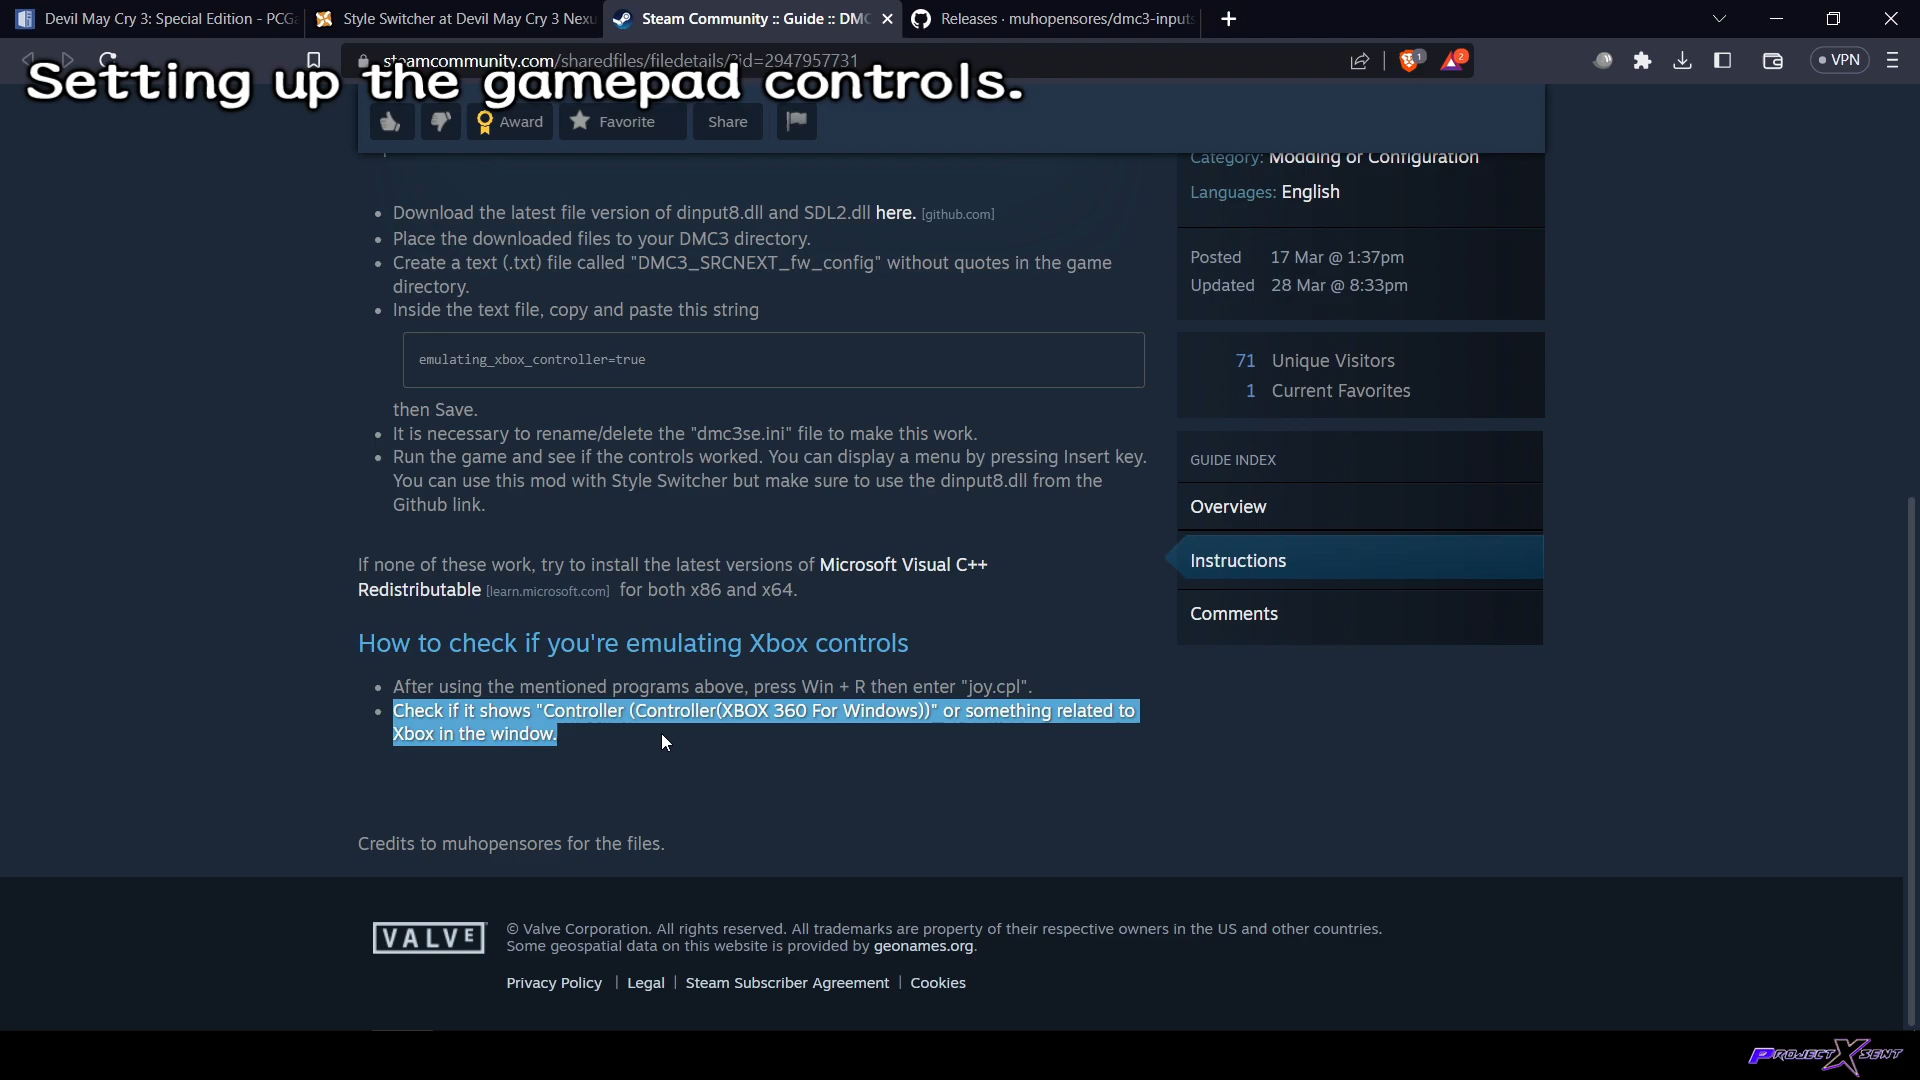 Devil May Cry 3: Special Edition - PCGa
Style Switcher at Devil May Cry 3 Nexu
Steam Community :: Guide :: DMC
Releases · muhopensores/dmc3-inputs
steamcommunity.com/sharedfiles/filedetails/?id=2947957731
1
2
VPN
Setting up the gamepad controls.
Award
Favorite
Share
Category: Modding or Configuration
Languages: English
Download the latest file version of dinput8.dll and SDL2.dll here. [github.com]
Place the downloaded files to your DMC3 directory.
Create a text (.txt) file called "DMC3_SRCNEXT_fw_config" without quotes in the game
directory.
Inside the text file, copy and paste this string
emulating_xbox_controller=true
then Save.
It is necessary to rename/delete the "dmc3se.ini" file to make this work.
Run the game and see if the controls worked. You can display a menu by pressing Insert key.
You can use this mod with Style Switcher but make sure to use the dinput8.dll from the
Github link.
Posted 17 Mar @ 1:37pm
Updated 28 Mar @ 8:33pm
71 Unique Visitors
1 Current Favorites
GUIDE INDEX
Overview
Instructions
Comments
If none of these work, try to install the latest versions of Microsoft Visual C++
Redistributable [learn.microsoft.com] for both x86 and x64.
How to check if you're emulating Xbox controls
After using the mentioned programs above, press Win + R then enter "joy.cpl".
Check if it shows "Controller (Controller(XBOX 360 For Windows))" or something related to
Xbox in the window.
Credits to muhopensores for the files.
VALVE
© Valve Corporation. All rights reserved. All trademarks are property of their respective owners in the US and other countries.
Some geospatial data on this website is provided by geonames.org.
Privacy Policy | Legal | Steam Subscriber Agreement | Cookies
PROJECTXSENT